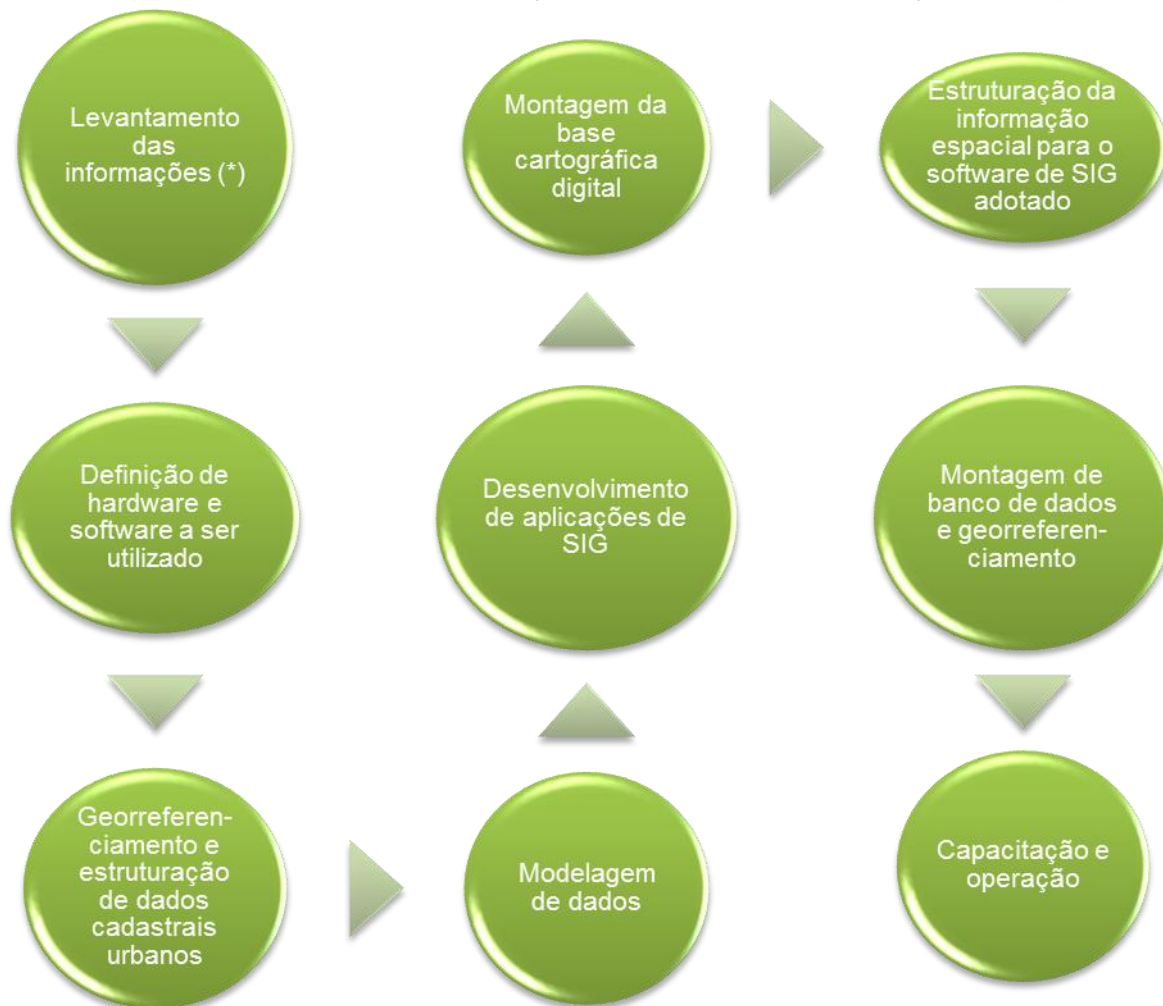 Levantamento
das
informações (*)
Definição de
hardware e
software a ser
utilizado
Georreferen-
ciamento e
estruturação
de dados
cadastrais
urbanos
Modelagem
de dados
Desenvolvimento
de aplicações de
SIG
Montagem da
base
cartográfica
digital
Estruturação da
informação
espacial para o
software de SIG
adotado
Montagem de
banco de dados
e georreferen-
ciamento
Capacitação e
operação